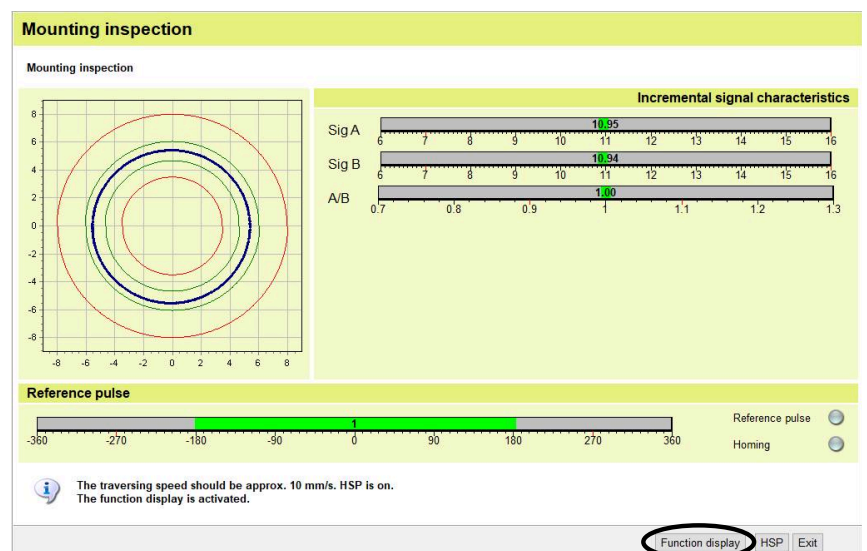 Mounting inspection
Mounting inspection
Incremental signal characteristics
Sig A
10.95
6 7 8 9 10 11 12 13 14 15 16
Sig B
10.94
6 7 8 9 10 11 12 13 14 15 16
A/B
1.00
0.7 0.8 0.9 1 1.1 1.2 1.3
8
6
4
2
0
-2
-4
-6
-8
-8 -6 -4 -2 0 2 4 6 8
Reference pulse
1
-360 -270 -180 -90 0 90 180 270 360
Reference pulse
Homing
The traversing speed should be approx. 10 mm/s. HSP is on.
The function display is activated.
Function display HSP Exit